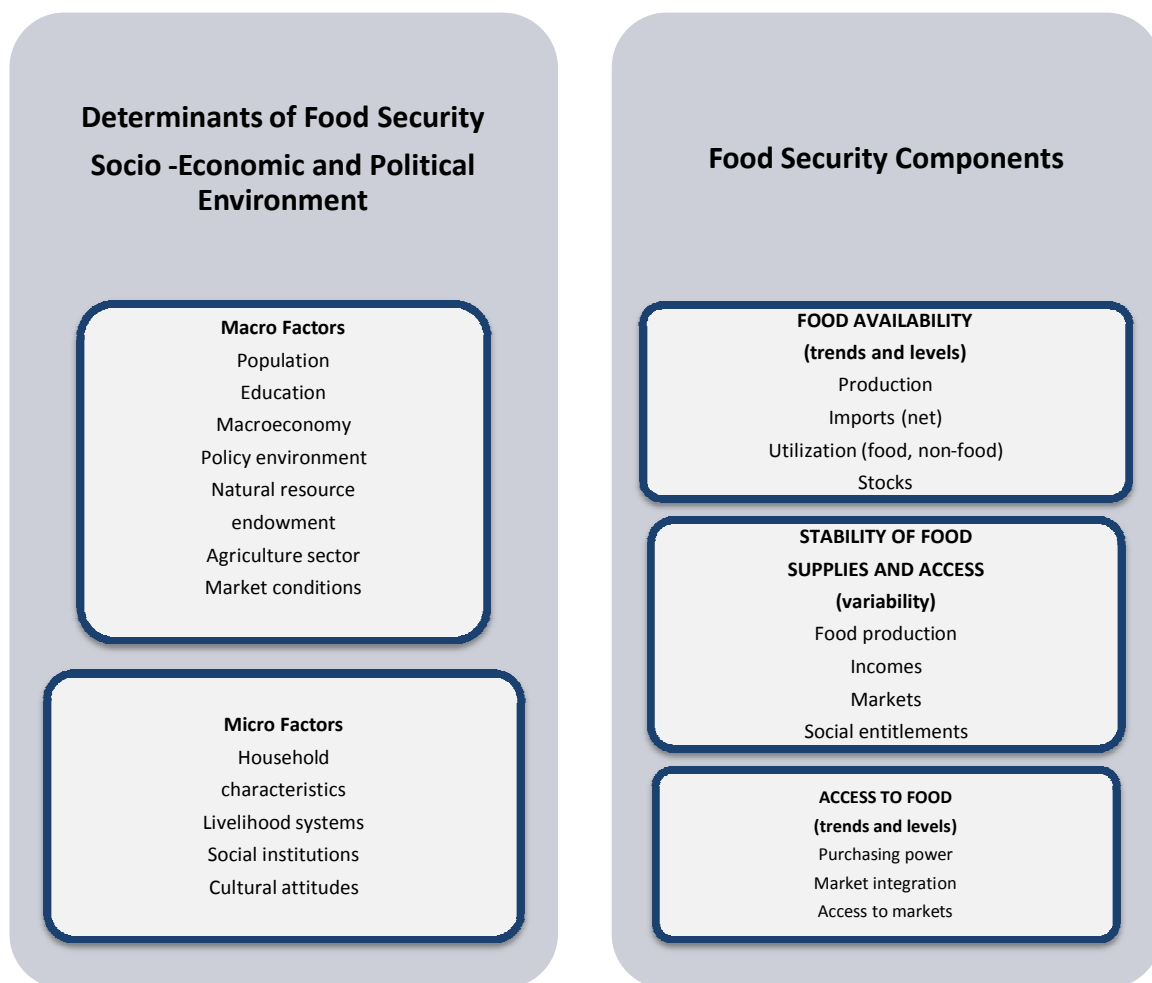 Determinants of Food Security
Socio -Economic and Political
Environment
Macro Factors
Population
Education
Macroeconomy
Policy environment
Natural resource
endowment
Agriculture sector
Market conditions
Micro Factors
Household
characteristics
Livelihood systems
Social institutions
Cultural attitudes
Food Security Components
FOOD AVAILABILITY
(trends and levels)
Production
Imports (net)
Utilization (food, non-food)
Stocks
STABILITY OF FOOD
SUPPLIES AND ACCESS
(variability)
Food production
Incomes
Markets
Social entitlements
ACCESS TO FOOD
(trends and levels)
Purchasing power
Market integration
Access to markets